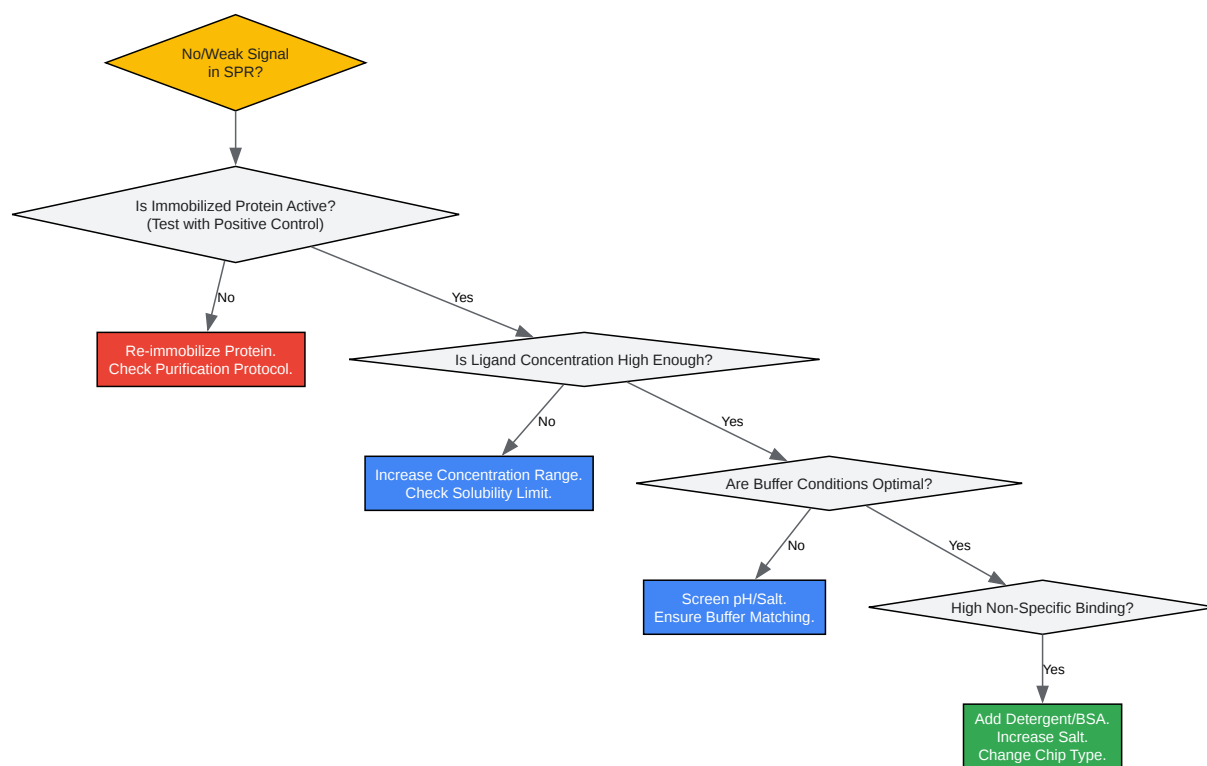 No/Weak Signal
in SPR?
Is Immobilized Protein Active?
(Test with Positive Control)
No
Yes
Re-immobilize Protein.
Check Purification Protocol.
Is Ligand Concentration High Enough?
No
Yes
Increase Concentration Range.
Check Solubility Limit.
Are Buffer Conditions Optimal?
No
Yes
Screen pH/Salt.
Ensure Buffer Matching.
High Non-Specific Binding?
Yes
Add Detergent/BSA.
Increase Salt.
Change Chip Type.